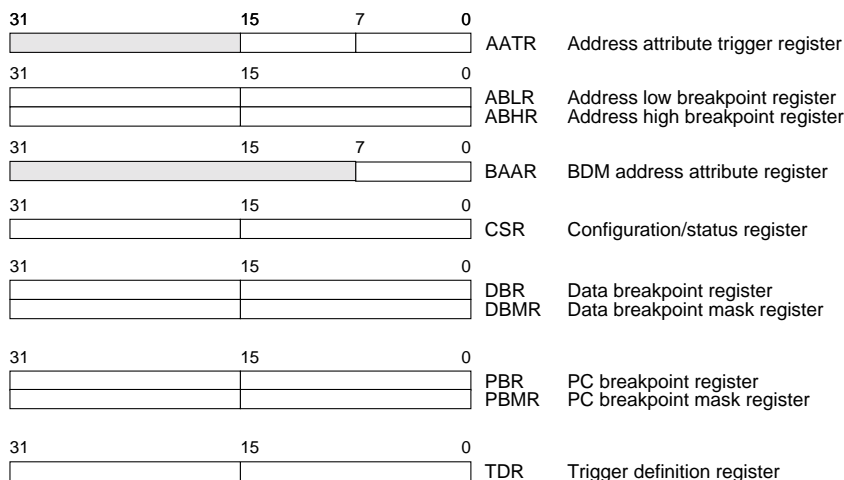 31 15 7 0
AATR Address attribute trigger register
31 15 0
ABLR Address low breakpoint register
ABHR Address high breakpoint register
31 15 7 0
BAAR BDM address attribute register
31 15 0
CSR Configuration/status register
31 15 0
DBR Data breakpoint register
DBMR Data breakpoint mask register
31 15 0
PBR PC breakpoint register
PBMR PC breakpoint mask register
31 15 0
TDR Trigger definition register